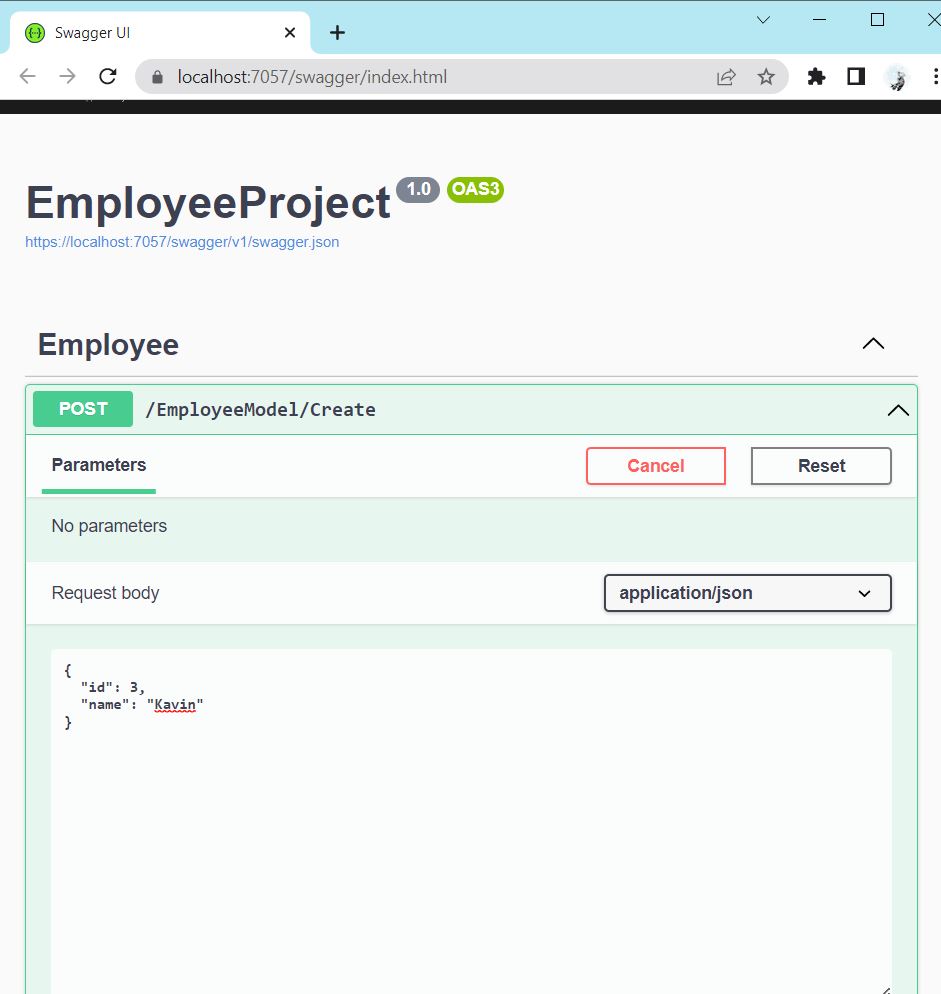 Swagger UI
localhost:7057/swagger/index.html
EmployeeProject 1.0 OAS3
https://localhost:7057/swagger/v1/swagger.json
Employee
POST /EmployeeModel/Create
Parameters Cancel Reset
No parameters
Request body application/json
{
"id": 3,
"name": "Kavin"
}